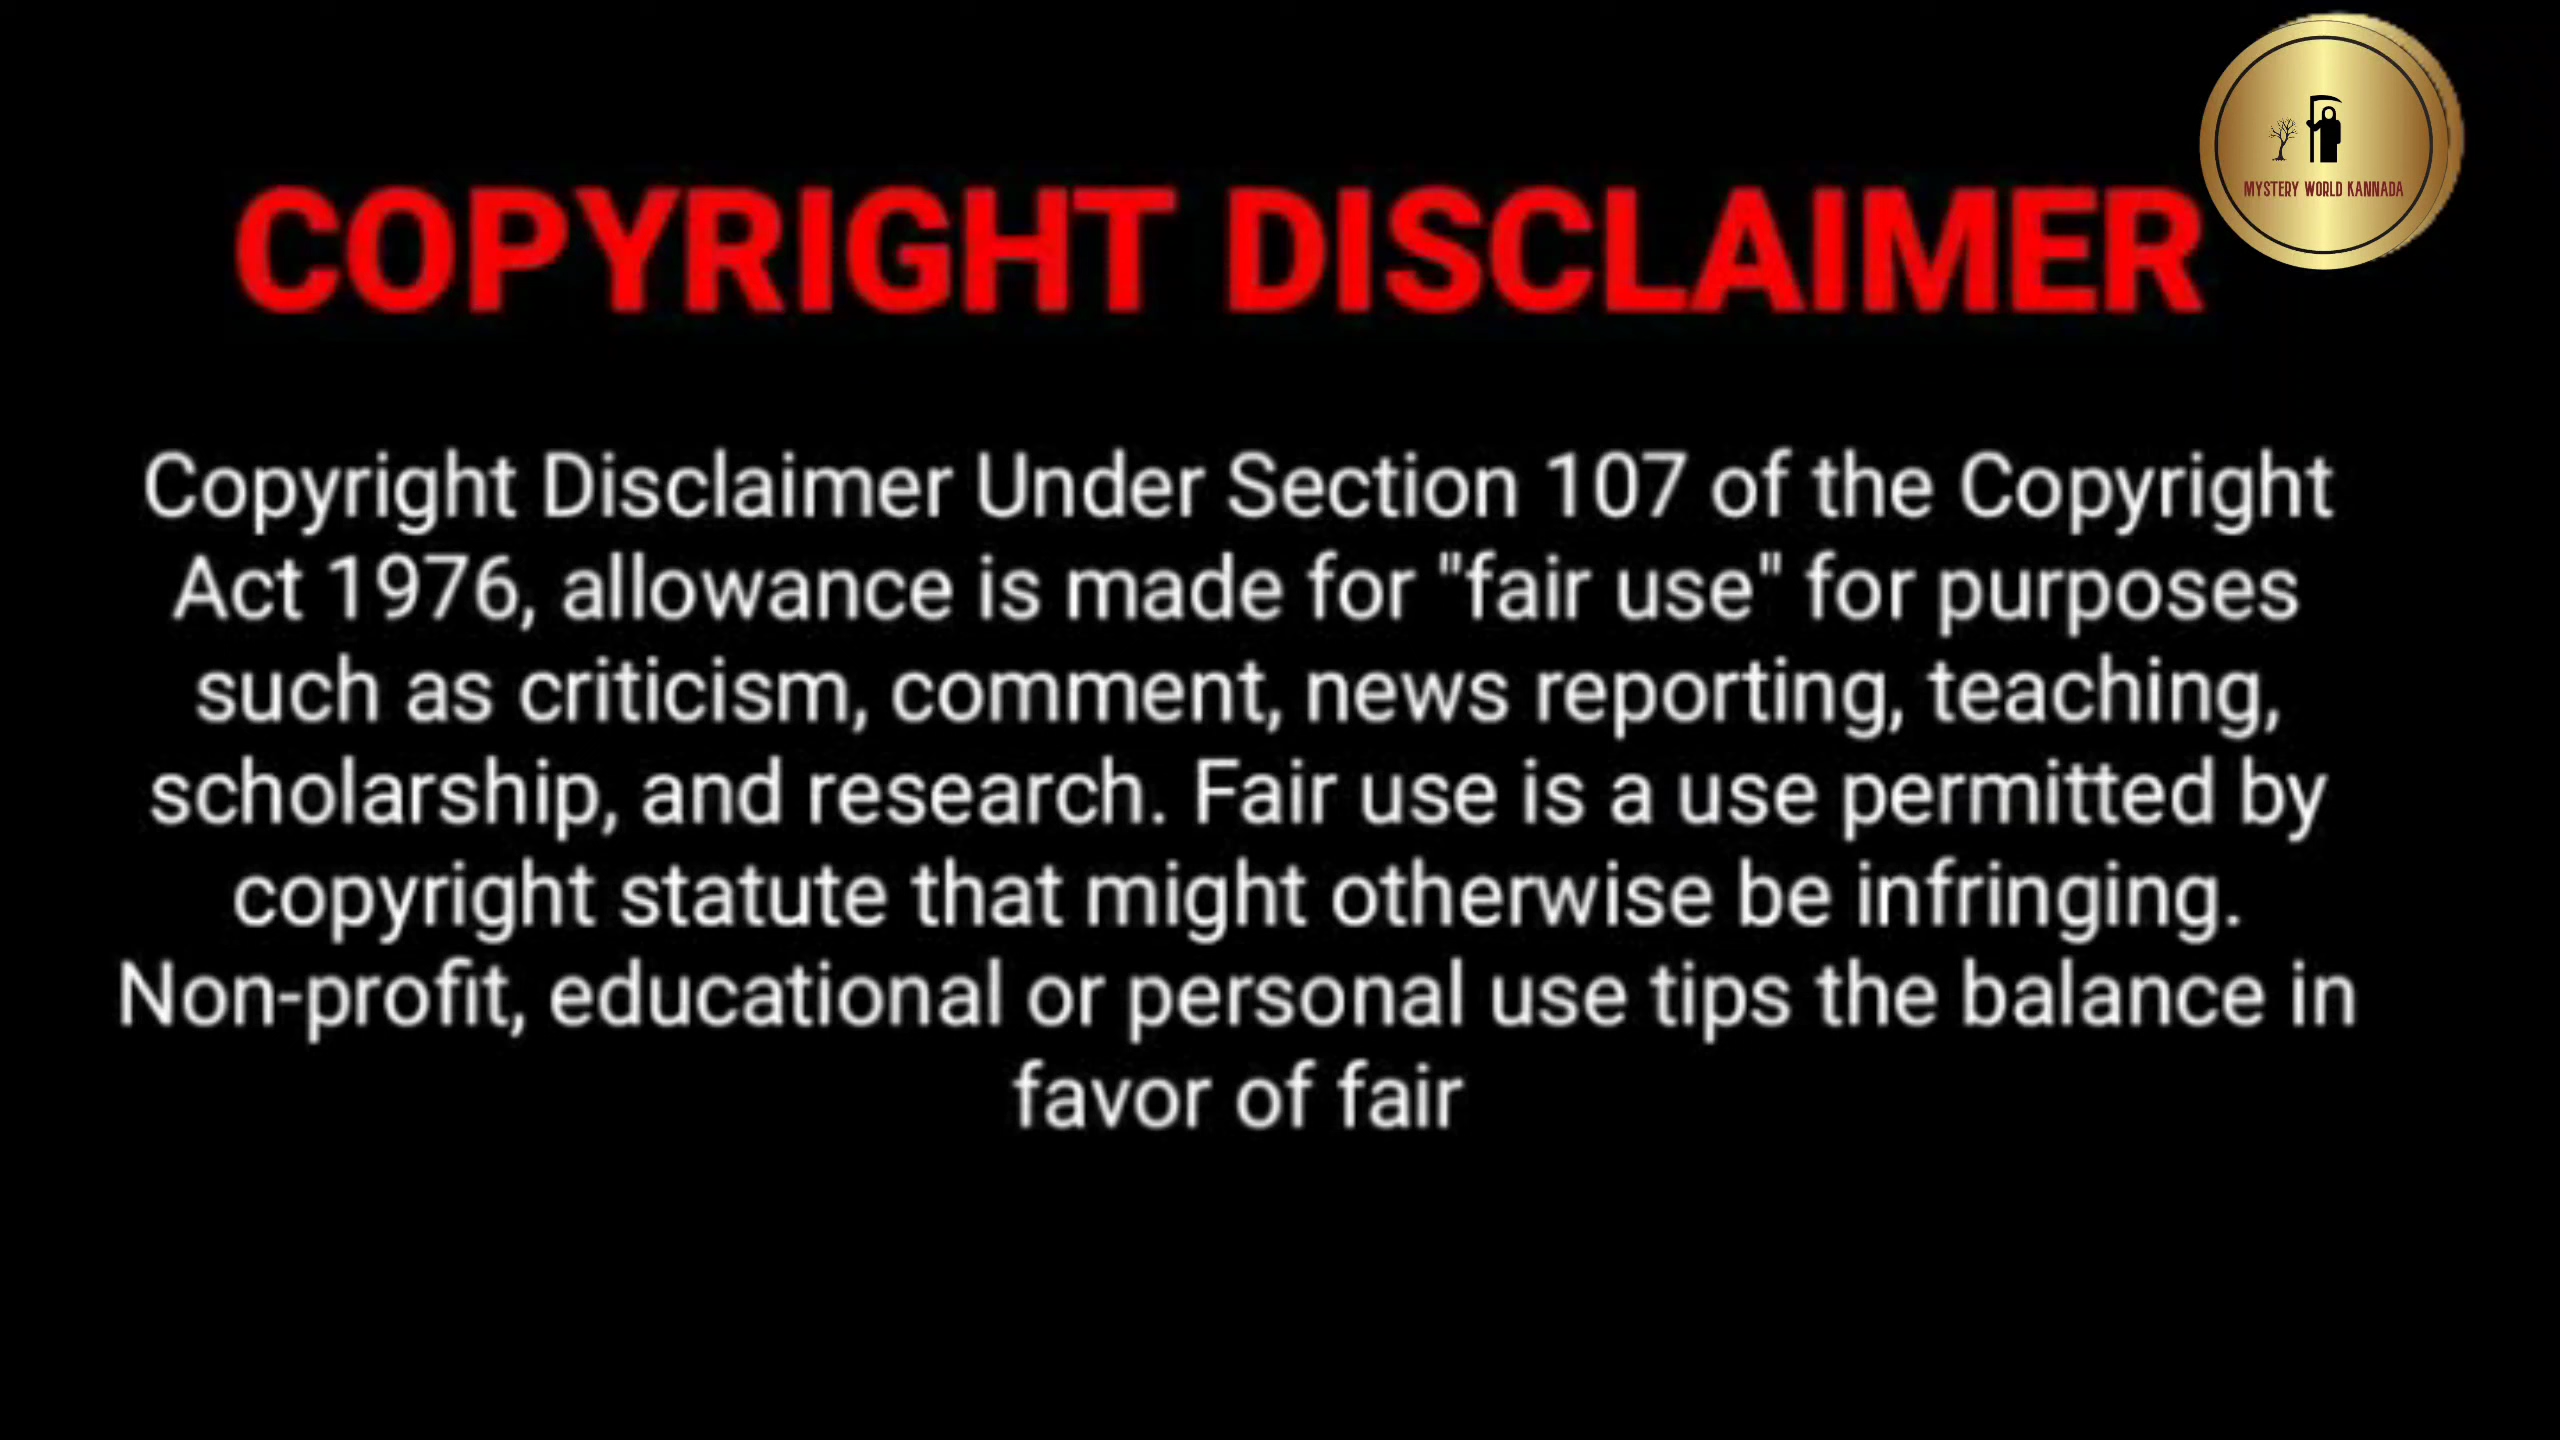 MYSTERY WORLD KANNADA
COPYRIGHT DISCLAIMER
Copyright Disclaimer Under Section 107 of the Copyright
Act 1976, allowance is made for "fair use" for purposes
such as criticism, comment, news reporting, teaching,
scholarship, and research. Fair use is a use permitted by
copyright statute that might otherwise be infringing.
Non-profit, educational or personal use tips the balance in
favor of fair